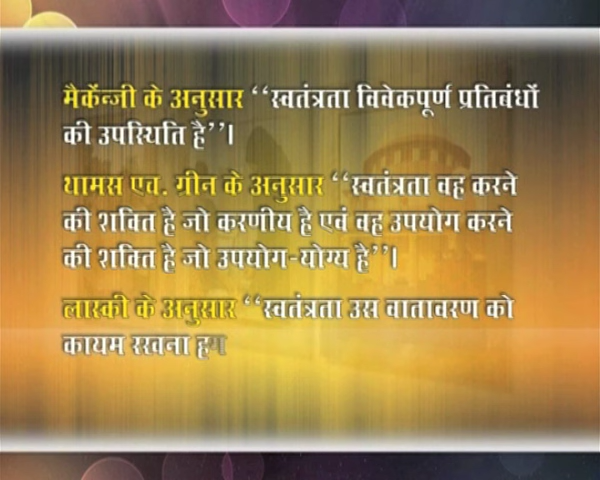 मैकेंन्जी के अनुसार “स्वतंत्रता विवेकपूर्ण प्रतिबंधों
की उपस्थिति है”।
थामस एच. ग्रीन के अनुसार “स्वतंत्रता वह करने
की शक्ति है जो करणीय है एवं वह उपयोग करने
की शक्ति है जो उपयोग-योग्य है”।
लास्की के अनुसार “स्वतंत्रता उस वातावरण को
कायम रखना